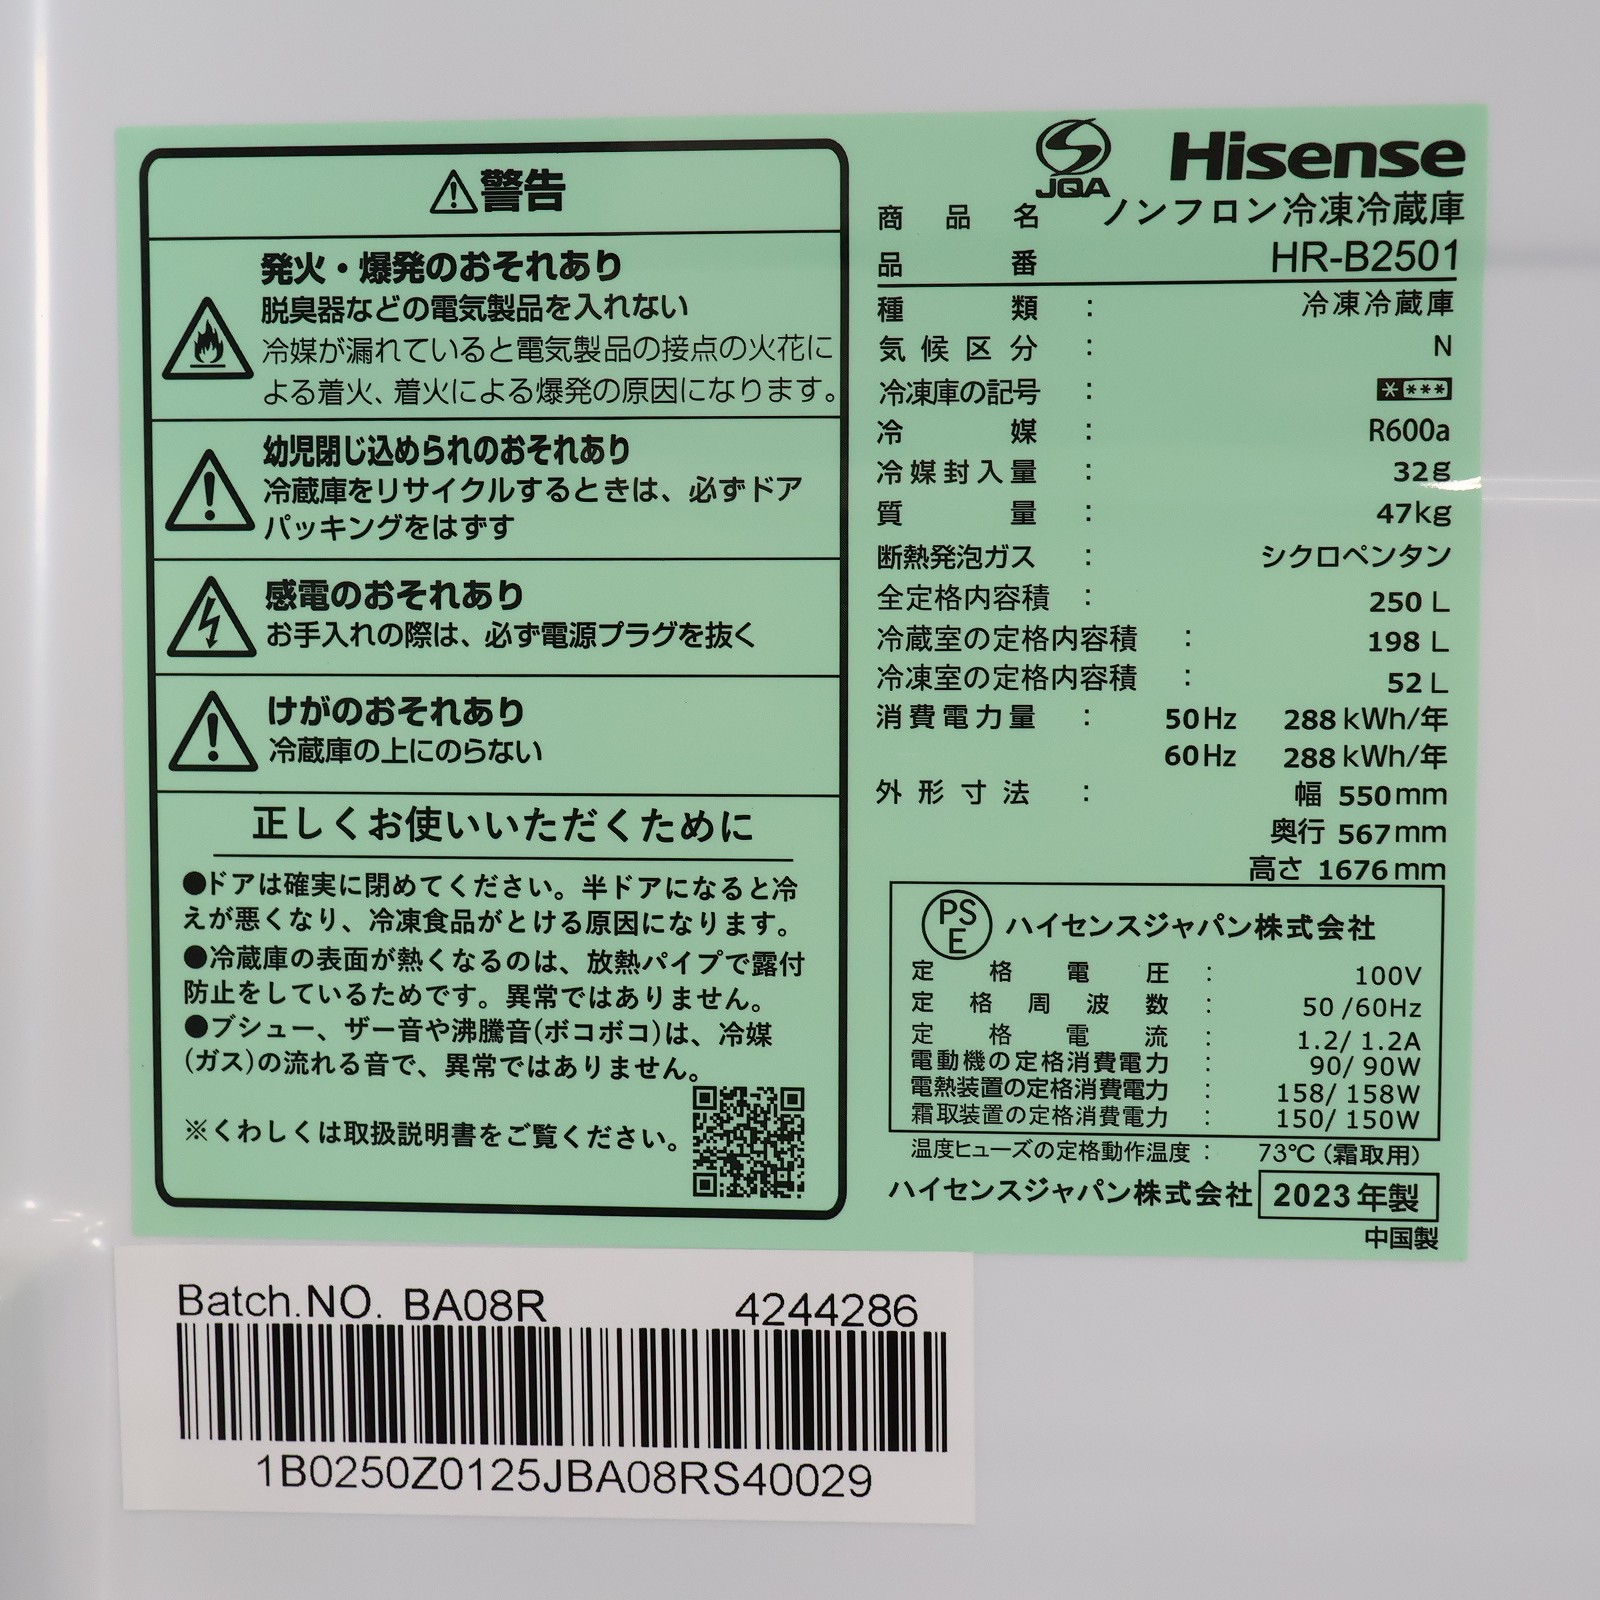 警告
発火・爆発のおそれあり
脱臭器などの電気製品を入れない
冷媒が漏れていると電気製品の接点の火花に
よる着火、着火による爆発の原因になります。
幼児閉じ込められのおそれあり
冷蔵庫をリサイクルするときは、必ずドア
パッキングをはずす
感電のおそれあり
お手入れの際は、必ず電源プラグを抜く
けがのおそれあり
冷蔵庫の上にのらない
正しくお使いいただくために
●ドアは確実に閉めてください。半ドアになると冷
えが悪くなり、冷凍食品がとける原因になります。
●冷蔵庫の表面が熱くなるのは、放熱パイプで露付
防止をしているためです。異常ではありません。
●ブシュー、ザー音や沸騰音(ボコボコ)は、冷媒
(ガス)の流れる音で、異常ではありません。
※くわしくは取扱説明書をご覧ください。
JQA Hisense
商品名 ノンフロン冷凍冷蔵庫
品番 HR-B2501
種類 : 冷凍冷蔵庫
気候区分 : N
冷凍庫の記号 : * ***
冷媒 : R600a
冷媒封入量 : 32g
質量 : 47kg
断熱発泡ガス : シクロペンタン
全定格内容積 : 250 L
冷蔵室の定格内容積 : 198 L
冷凍室の定格内容積 : 52 L
消費電力量 : 50Hz 288 kWh/年
60Hz 288 kWh/年
外形寸法 : 幅 550mm
奥行 567mm
高さ 1676mm
PSE ハイセンスジャパン株式会社
定格電圧 : 100V
定格周波数 : 50 /60Hz
定格電流 : 1.2/ 1.2A
電動機の定格消費電力 : 90/ 90W
電熱装置の定格消費電力 : 158/ 158W
霜取装置の定格消費電力 : 150/ 150W
温度ヒューズの定格動作温度 : 73℃(霜取用)
ハイセンスジャパン株式会社 2023年製
中国製
Batch.NO. BA08R 4244286
1B0250Z0125JBA08RS40029